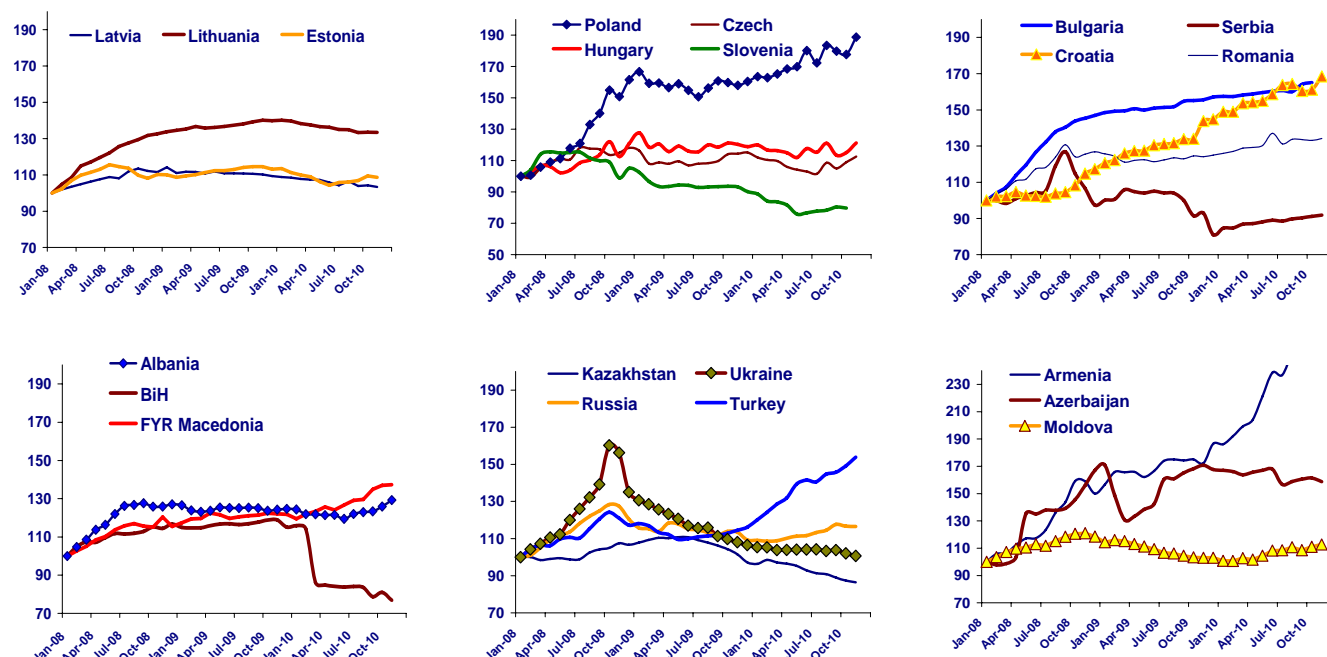 190
170
150
130
110
90
70
Latvia Lithuania Estonia
Jan-08 Apr-08 Jul-08 Oct-08 Jan-09 Apr-09 Jul-09 Oct-09 Jan-10 Apr-10 Jul-10 Oct-10
190
170
150
130
110
90
70
50
Poland Czech
Hungary Slovenia
Jan-08 Apr-08 Jul-08 Oct-08 Jan-09 Apr-09 Jul-09 Oct-09 Jan-10 Apr-10 Jul-10 Oct-10
190
170
150
130
110
90
70
Bulgaria Serbia
Croatia Romania
Jan-08 Apr-08 Jul-08 Oct-08 Jan-09 Apr-09 Jul-09 Oct-09 Jan-10 Apr-10 Jul-10 Oct-10
190
170
150
130
110
90
70
Albania
BiH
FYR Macedonia
Jan-08 Apr-08 Jul-08 Oct-08 Jan-09 Apr-09 Jul-09 Oct-09 Jan-10 Apr-10 Jul-10 Oct-10
190
170
150
130
110
90
70
Kazakhstan Ukraine
Russia Turkey
Jan-08 Apr-08 Jul-08 Oct-08 Jan-09 Apr-09 Jul-09 Oct-09 Jan-10 Apr-10 Jul-10 Oct-10
230
210
190
170
150
130
110
90
70
Armenia
Azerbaijan
Moldova
Jan-08 Apr-08 Jul-08 Oct-08 Jan-09 Apr-09 Jul-09 Oct-09 Jan-10 Apr-10 Jul-10 Oct-10